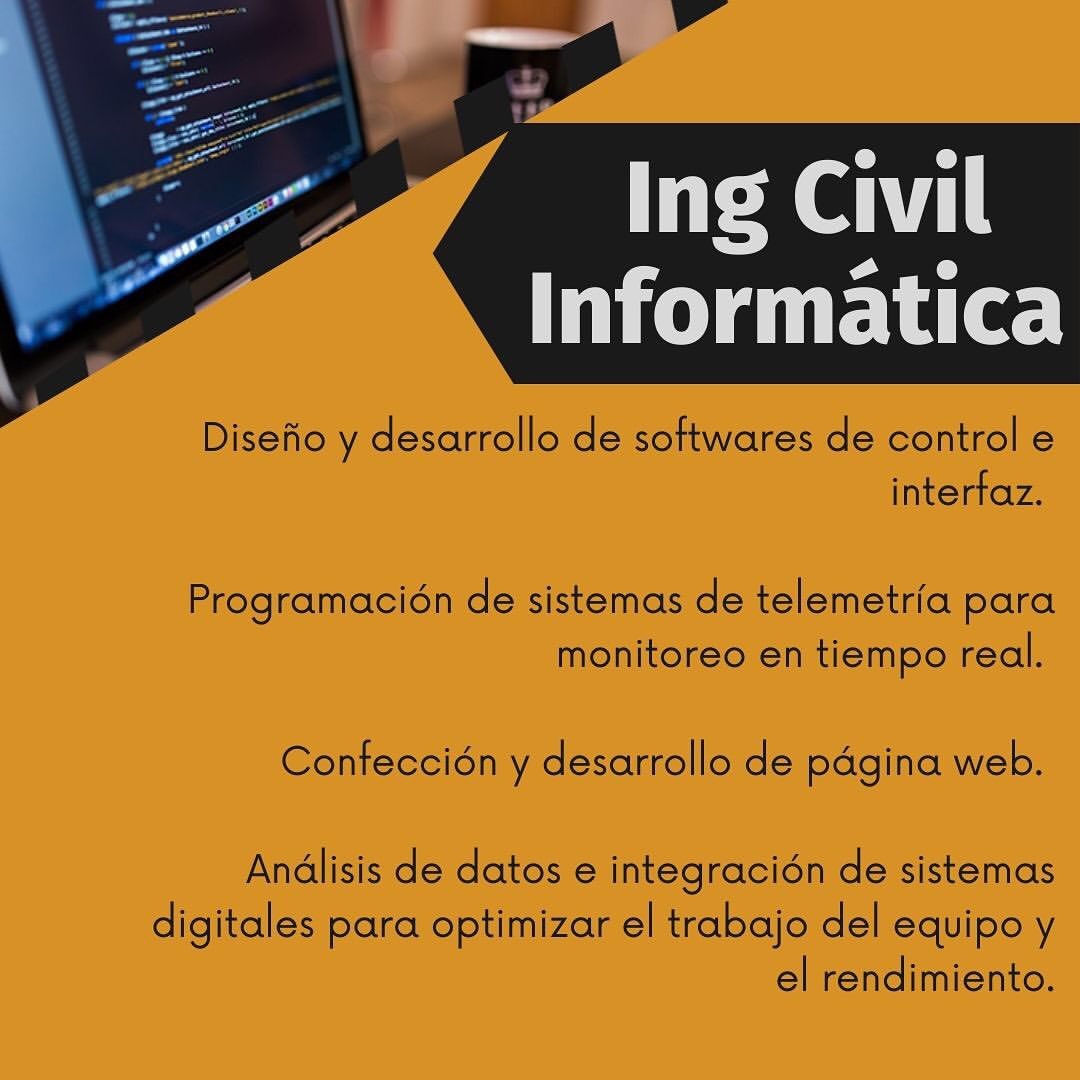 Ing Civil
Informática
Diseño y desarrollo de softwares de control e
interfaz.
Programación de sistemas de telemetría para
monitoreo en tiempo real.
Confección y desarrollo de página web.
Análisis de datos e integración de sistemas
digitales para optimizar el trabajo del equipo y
el rendimiento.